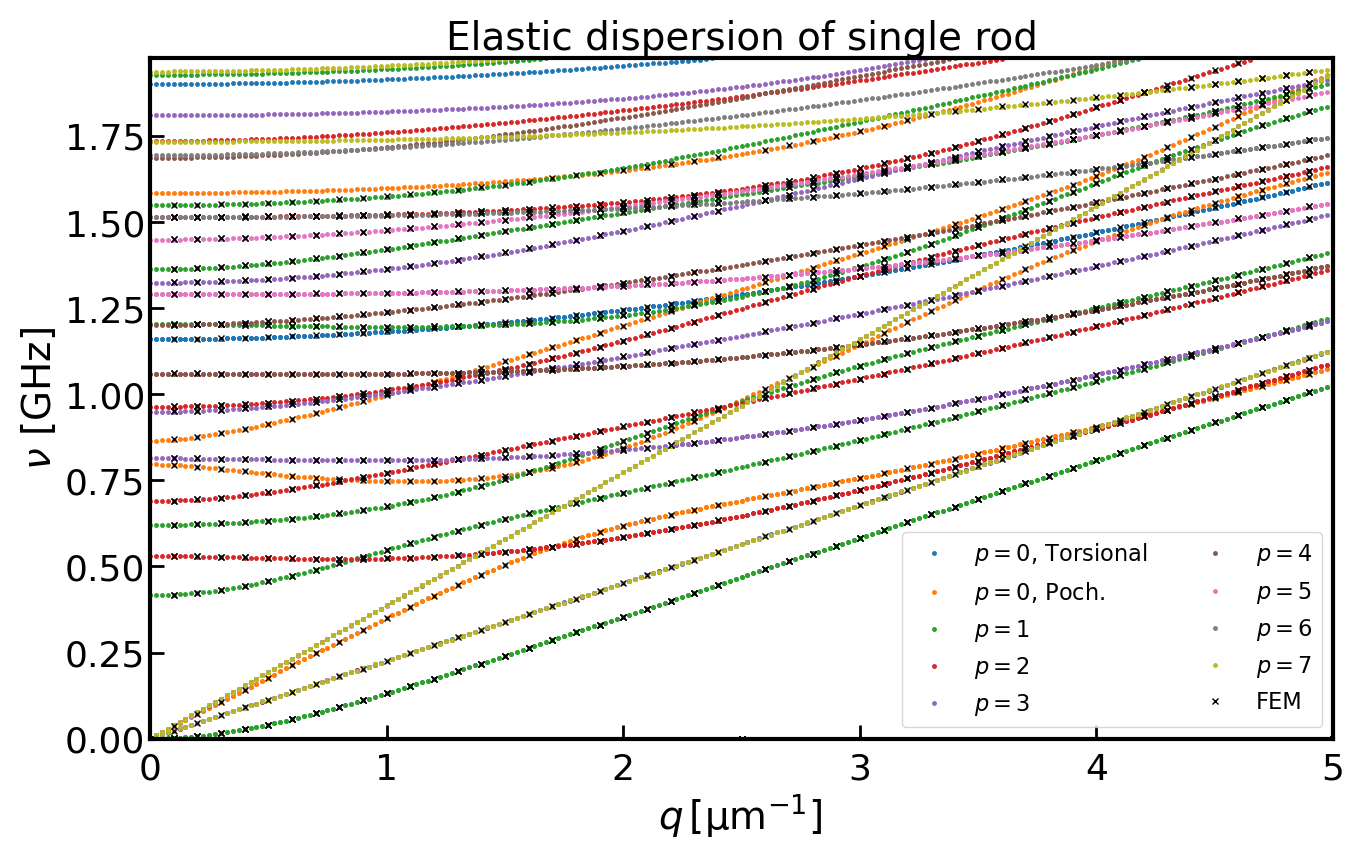 Elastic dispersion of single rod
1.75
1.50
1.25
1.00
0.75
0.50
0.25
0.00
ν [GHz]
p = 0, Torsional
p = 0, Poch.
p = 1
p = 2
p = 3
p = 4
p = 5
p = 6
p = 7
FEM
0 1 2 3 4 5
q [µm⁻¹]